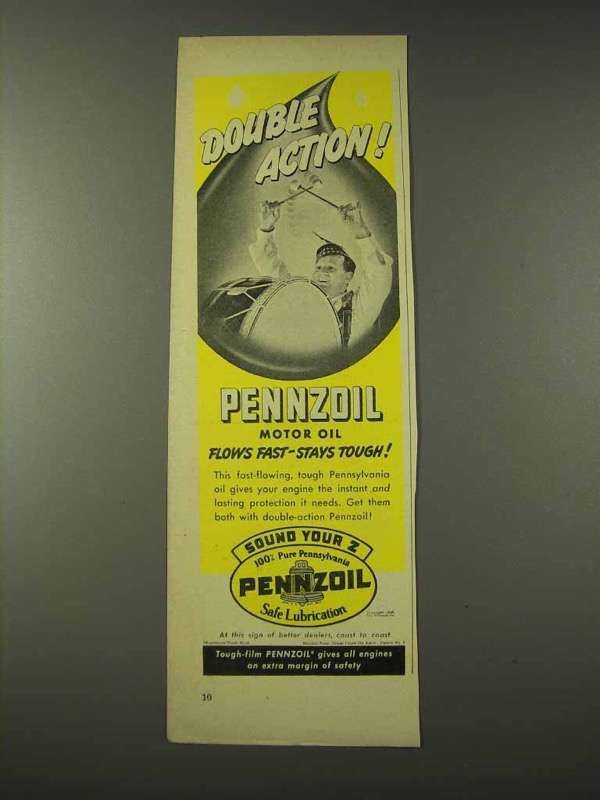 DOUBLE
ACTION!
PENNZOIL
MOTOR OIL
FLOWS FAST-STAYS TOUGH!
This fast-flowing, tough Pennsylvania
oil gives your engine the instant and
lasting protection it needs. Get them
both with double-action Pennzoil!
SOUND YOUR Z
100% Pure Pennsylvania
PENNZOIL
Safe Lubrication
At this sign of better dealers, coast to coast
Tough-film PENNZOIL* gives all engines
an extra margin of safety
10